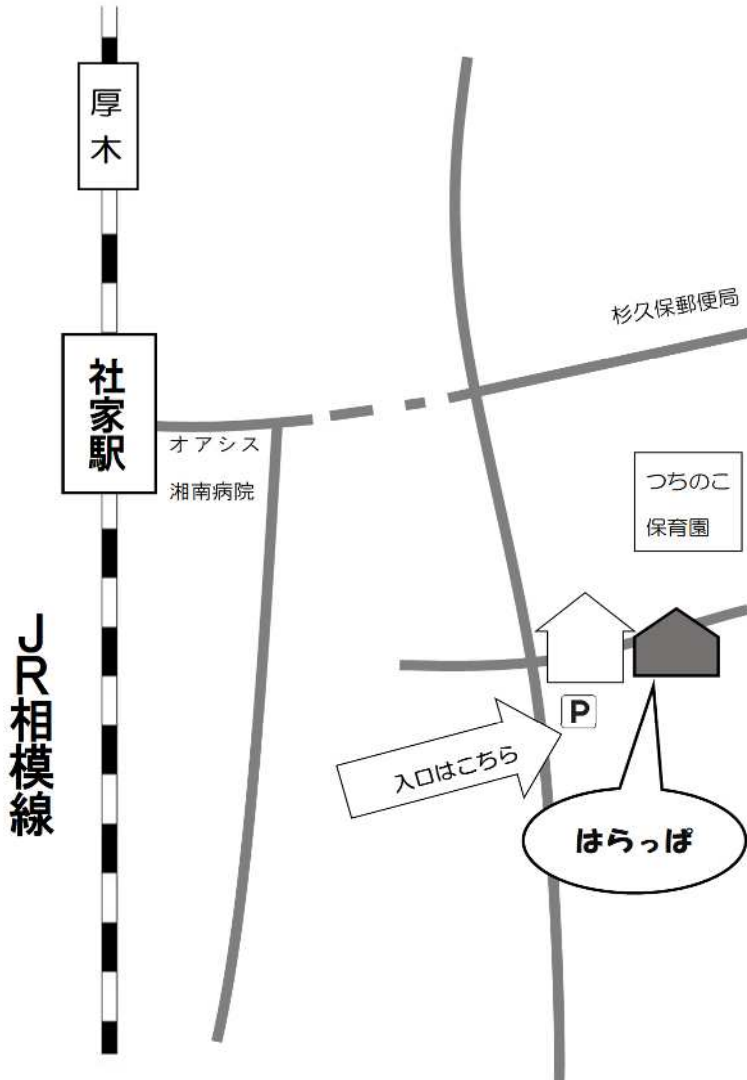 厚木
杉久保郵便局
社家駅
オアシス
湘南病院
つちのこ
保育園
JR相模線
P
入口はこちら
はらっぱ